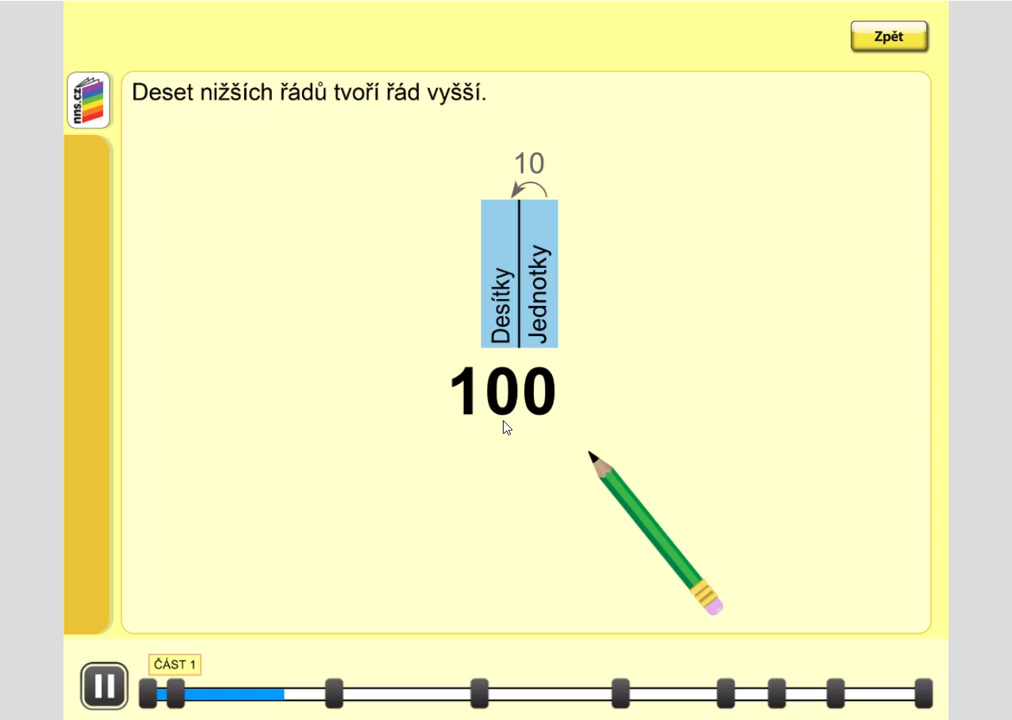 Zpět
nns.cz
Deset nižších řádů tvoří řád vyšší.
10
Desítky
Jednotky
100
ČÁST 1